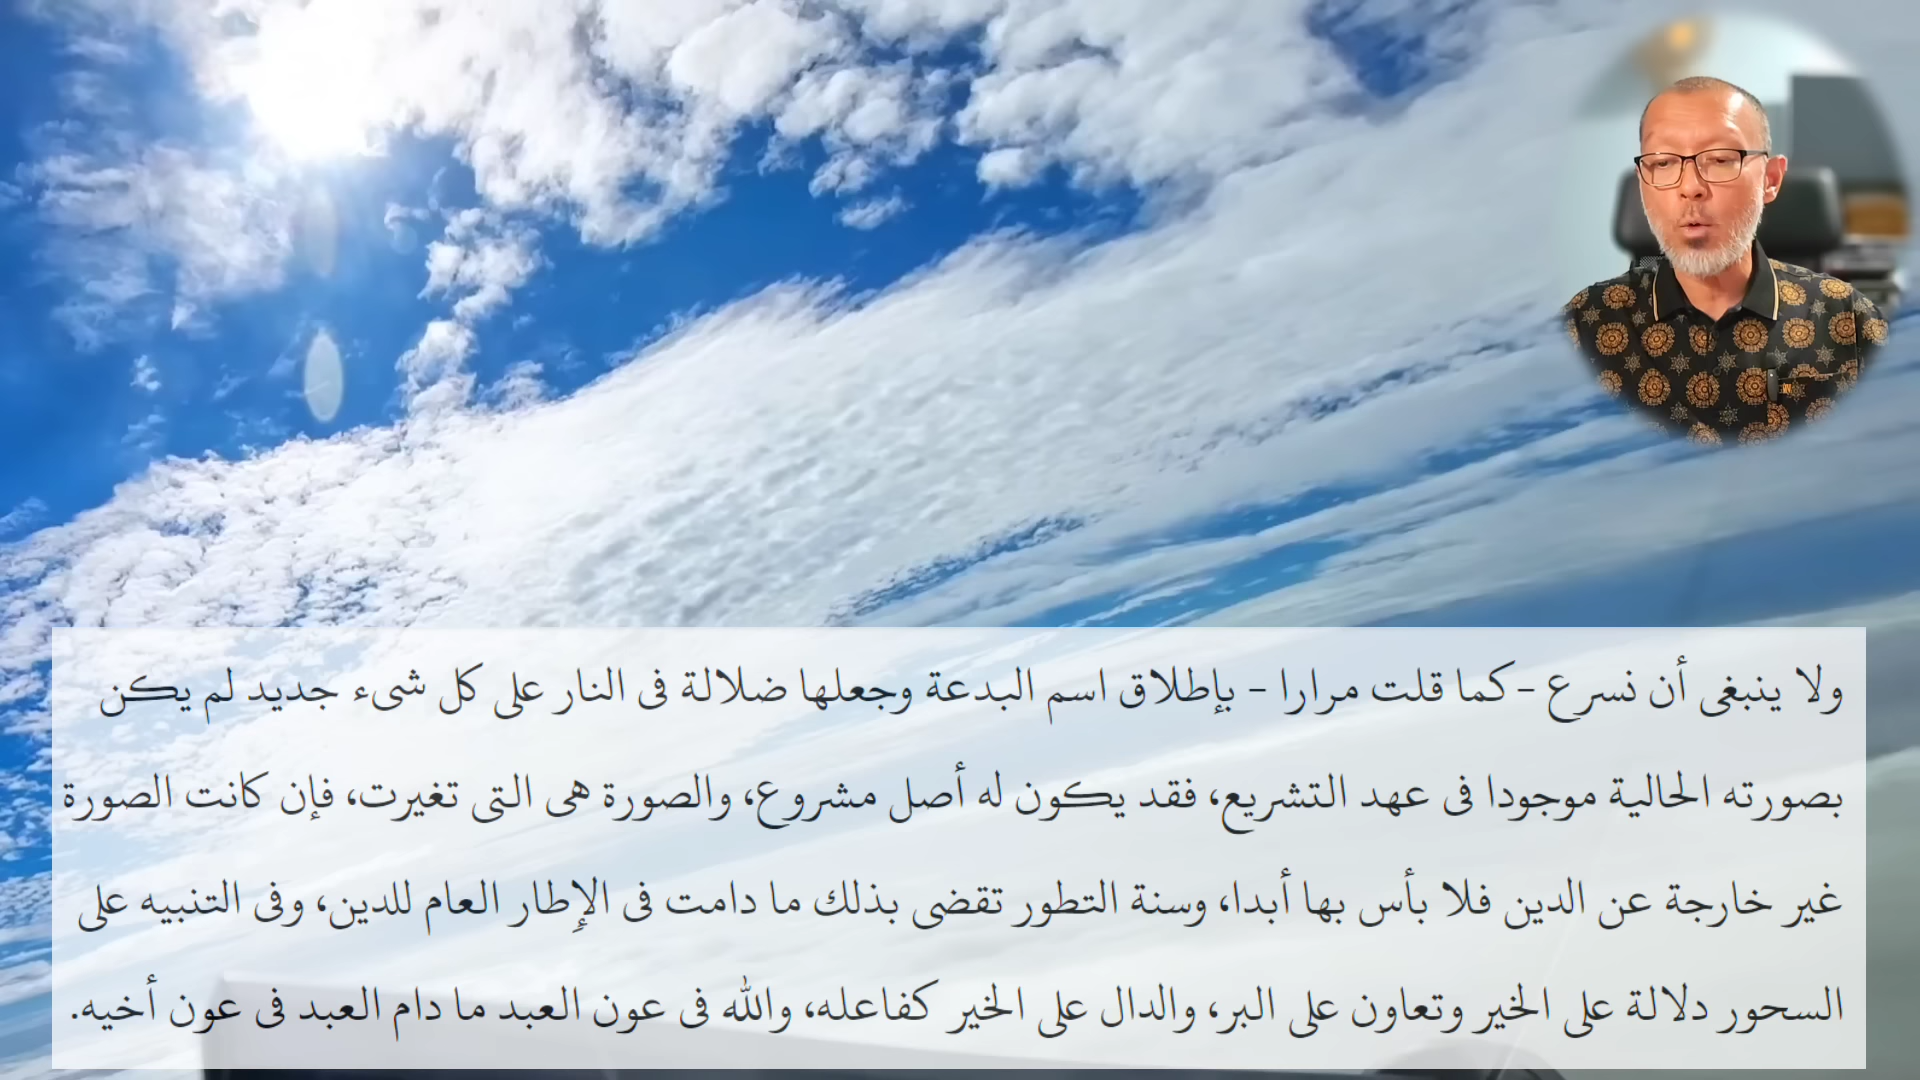 ولا ينبغى أن نسرع -كما قلت مرارا - بإطلاق اسم البدعة وجعلها ضلالة فى النار على كل شىء جديد لم يكن
بصورته الحالية موجودا فى عهد التشريع، فقد يكون له أصل مشروع، والصورة هى التى تغيرت، فإن كانت الصورة
غير خارجة عن الدين فلا بأس بها أبدا، وسنة التطور تقضى بذلك ما دامت فى الإِطار العام للدين، وفى التنبيه على
السحور دلالة على الخير وتعاون على البر، والدال على الخير كفاعله، والله فى عون العبد ما دام العبد فى عون أخيه.